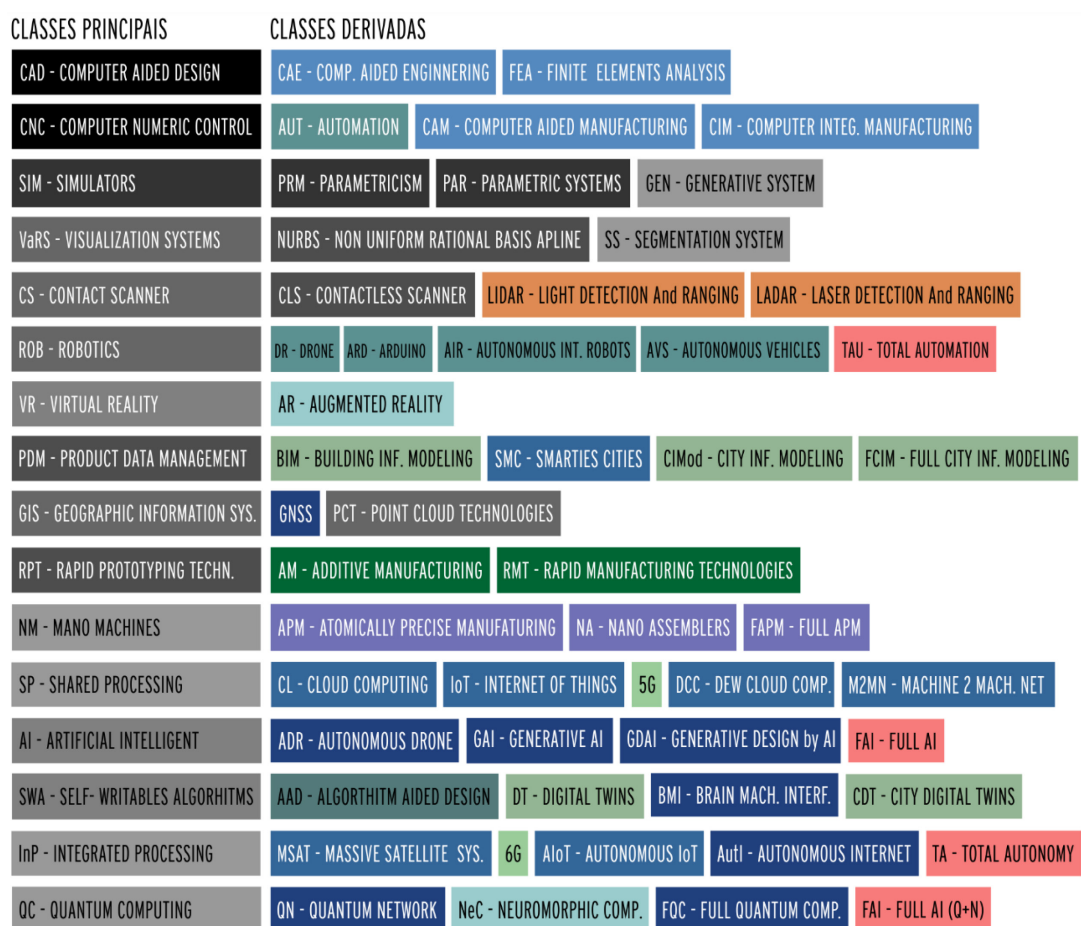 CLASSES PRINCIPAIS CLASSES DERIVADAS
CAD - COMPUTER AIDED DESIGN CAE - COMP. AIDED ENGINNERING FEA - FINITE ELEMENTS ANALYSIS
CNC - COMPUTER NUMERIC CONTROL AUT - AUTOMATION CAM - COMPUTER AIDED MANUFACTURING CIM - COMPUTER INTEG. MANUFACTURING
SIM - SIMULATORS PRM - PARAMETRICISM PAR - PARAMETRIC SYSTEMS GEN - GENERATIVE SYSTEM
VaRS - VISUALIZATION SYSTEMS NURBS - NON UNIFORM RATIONAL BASIS APLINE SS - SEGMENTATION SYSTEM
CS - CONTACT SCANNER CLS - CONTACTLESS SCANNER LIDAR - LIGHT DETECTION And RANGING LADAR - LASER DETECTION And RANGING
ROB - ROBOTICS DR - DRONE ARD - ARDUINO AIR - AUTONOMOUS INT. ROBOTS AVS - AUTONOMOUS VEHICLES TAU - TOTAL AUTOMATION
VR - VIRTUAL REALITY AR - AUGMENTED REALITY
PDM - PRODUCT DATA MANAGEMENT BIM - BUILDING INF. MODELING SMC - SMARTIES CITIES CIMod - CITY INF. MODELING FCIM - FULL CITY INF. MODELING
GIS - GEOGRAPHIC INFORMATION SYS. GNSS PCT - POINT CLOUD TECHNOLOGIES
RPT - RAPID PROTOTYPING TECHN. AM - ADDITIVE MANUFACTURING RMT - RAPID MANUFACTURING TECHNOLOGIES
NM - MANO MACHINES APM - ATOMICALLY PRECISE MANUFATURING NA - NANO ASSEMBLERS FAPM - FULL APM
SP - SHARED PROCESSING CL - CLOUD COMPUTING IoT - INTERNET OF THINGS 5G DCC - DEW CLOUD COMP. M2MN - MACHINE 2 MACH. NET
AI - ARTIFICIAL INTELLIGENT ADR - AUTONOMOUS DRONE GAI - GENERATIVE AI GDAI - GENERATIVE DESIGN by AI FAI - FULL AI
SWA - SELF- WRITABLES ALGORHITMS AAD - ALGORTHITM AIDED DESIGN DT - DIGITAL TWINS BMI - BRAIN MACH. INTERF. CDT - CITY DIGITAL TWINS
InP - INTEGRATED PROCESSING MSAT - MASSIVE SATELLITE SYS. 6G AIoT - AUTONOMOUS IoT AutI - AUTONOMOUS INTERNET TA - TOTAL AUTONOMY
QC - QUANTUM COMPUTING QN - QUANTUM NETWORK NeC - NEUROMORPHIC COMP. FQC - FULL QUANTUM COMP. FAI - FULL AI (Q+N)